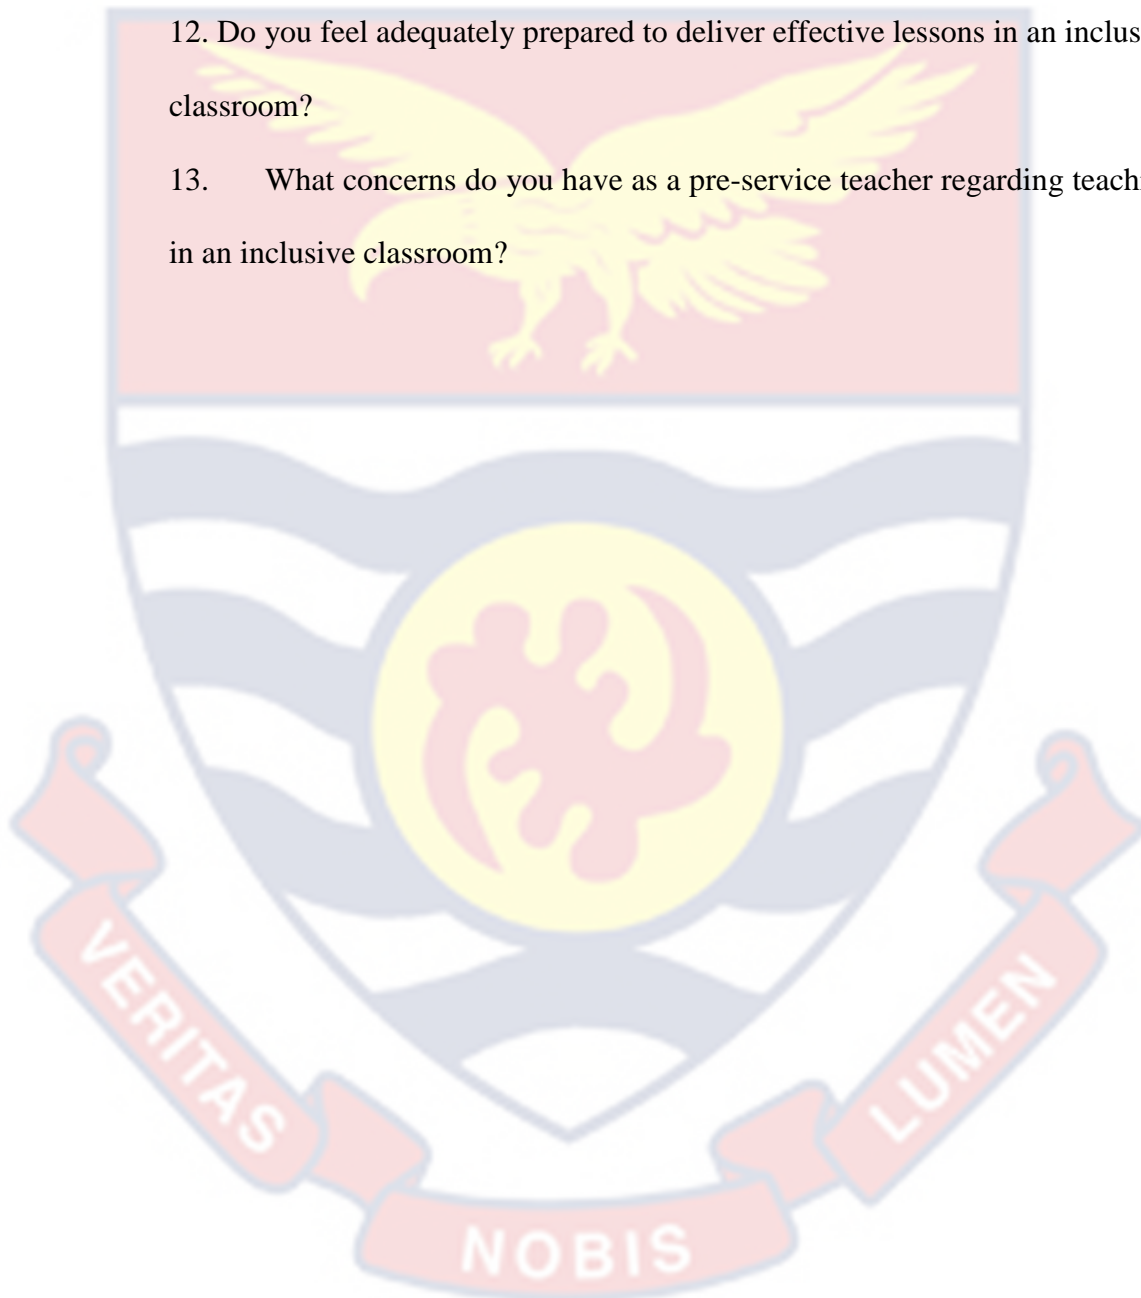 12. Do you feel adequately prepared to deliver effective lessons in an inclus
classroom?
13. What concerns do you have as a pre-service teacher regarding teachi
in an inclusive classroom?
VERITAS
NOBIS
LUMEN